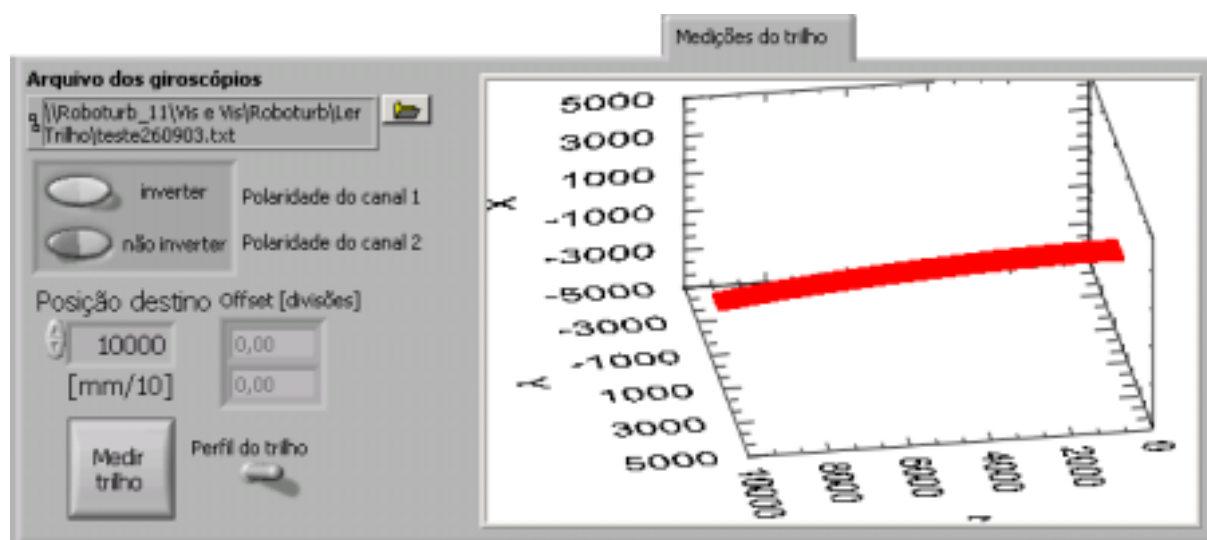 Medições do trilho
Arquivo dos giroscópios
\\Roboturb_11\Vis e Vis\Roboturb\Ler
Trilho\teste260903.txt
inverter
Polaridade do canal 1
não inverter
Polaridade do canal 2
Posição destino
Offset [divisões]
10000
0,00
[mm/10]
0,00
Medir
trilho
Perfil do trilho
X
5000
3000
1000
-1000
-3000
-5000
-3000
-1000
1000
3000
5000
Y
10000
8000
6000
4000
2000
0